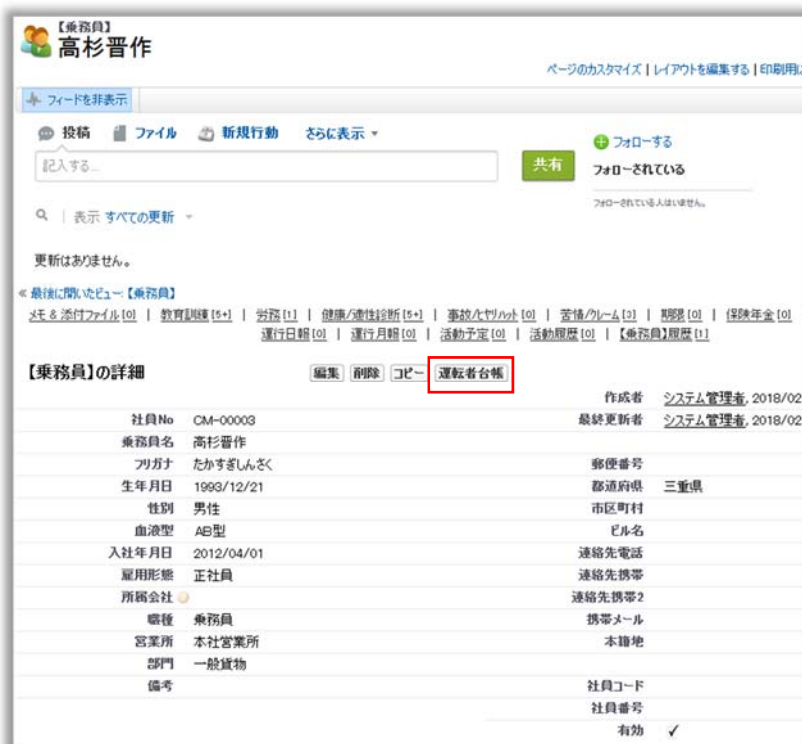 【乗務員】
高杉晋作
ページのカスタマイズ | レイアウトを編集する | 印刷用に
フィードを非表示
投稿 ファイル 新規行動 さらに表示
記入する...
共有
フォローする
フォローされている
フォローされている人はいません。
表示 すべての更新
更新はありません。
« 最後に開いたビュー:【乗務員】
メモ & 添付ファイル [0] | 教育訓練 [5+] | 労務 [1] | 健康/適性診断 [5+] | 事故/ヒヤリハット [0] | 苦情/クレーム [3] | 期限 [0] | 保険年金 [0]
運行日報 [0] | 運行月報 [0] | 活動予定 [0] | 活動履歴 [0] | 【乗務員】履歴 [1]
【乗務員】の詳細 編集 削除 コピー 運転者台帳
作成者 システム管理者, 2018/02
社員No CM-00003 最終更新者 システム管理者, 2018/02
乗務員名 高杉晋作
フリガナ たかすぎしんさく 郵便番号
生年月日 1993/12/21 都道府県 三重県
性別 男性 市区町村
血液型 AB型 ビル名
入社年月日 2012/04/01 連絡先電話
雇用形態 正社員 連絡先携帯
所属会社 連絡先携帯2
職種 乗務員 携帯メール
営業所 本社営業所 本籍地
部門 一般貨物
備考 社員コード
社員番号
有効 ✓